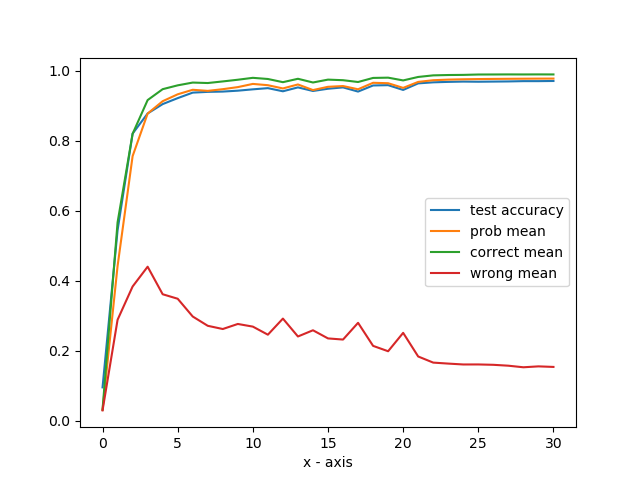 1.0
0.8
0.6
0.4
0.2
0.0
test accuracy
prob mean
correct mean
wrong mean
0 5 10 15 20 25 30
x - axis